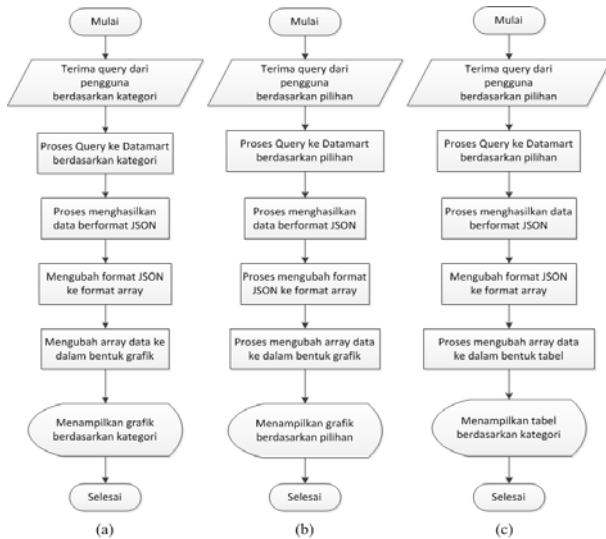 Mulai
Terima query dari
pengguna
berdasarkan kategori
Proses Query ke Datamart
berdasarkan kategori
Proses menghasilkan
data berformat JSON
Mengubah format JSON
ke format array
Mengubah array data ke
dalam bentuk grafik
Menampilkan grafik
berdasarkan kategori
Selesai
(a)
Mulai
Terima query dari
pengguna
berdasarkan pilihan
Proses Query ke Datamart
berdasarkan pilihan
Proses menghasilkan
data berformat JSON
Proses mengubah format
JSON ke format array
Proses mengubah array data
ke dalam bentuk grafik
Menampilkan grafik
berdasarkan pilihan
Selesai
(b)
Mulai
Terima query dari
pengguna
berdasarkan pilihan
Proses Query ke Datamart
berdasarkan pilihan
Proses menghasilkan data
berformat JSON
Mengubah format JSON
ke format array
Proses mengubah array data
ke dalam bentuk tabel
Menampilkan tabel
berdasarkan kategori
Selesai
(c)